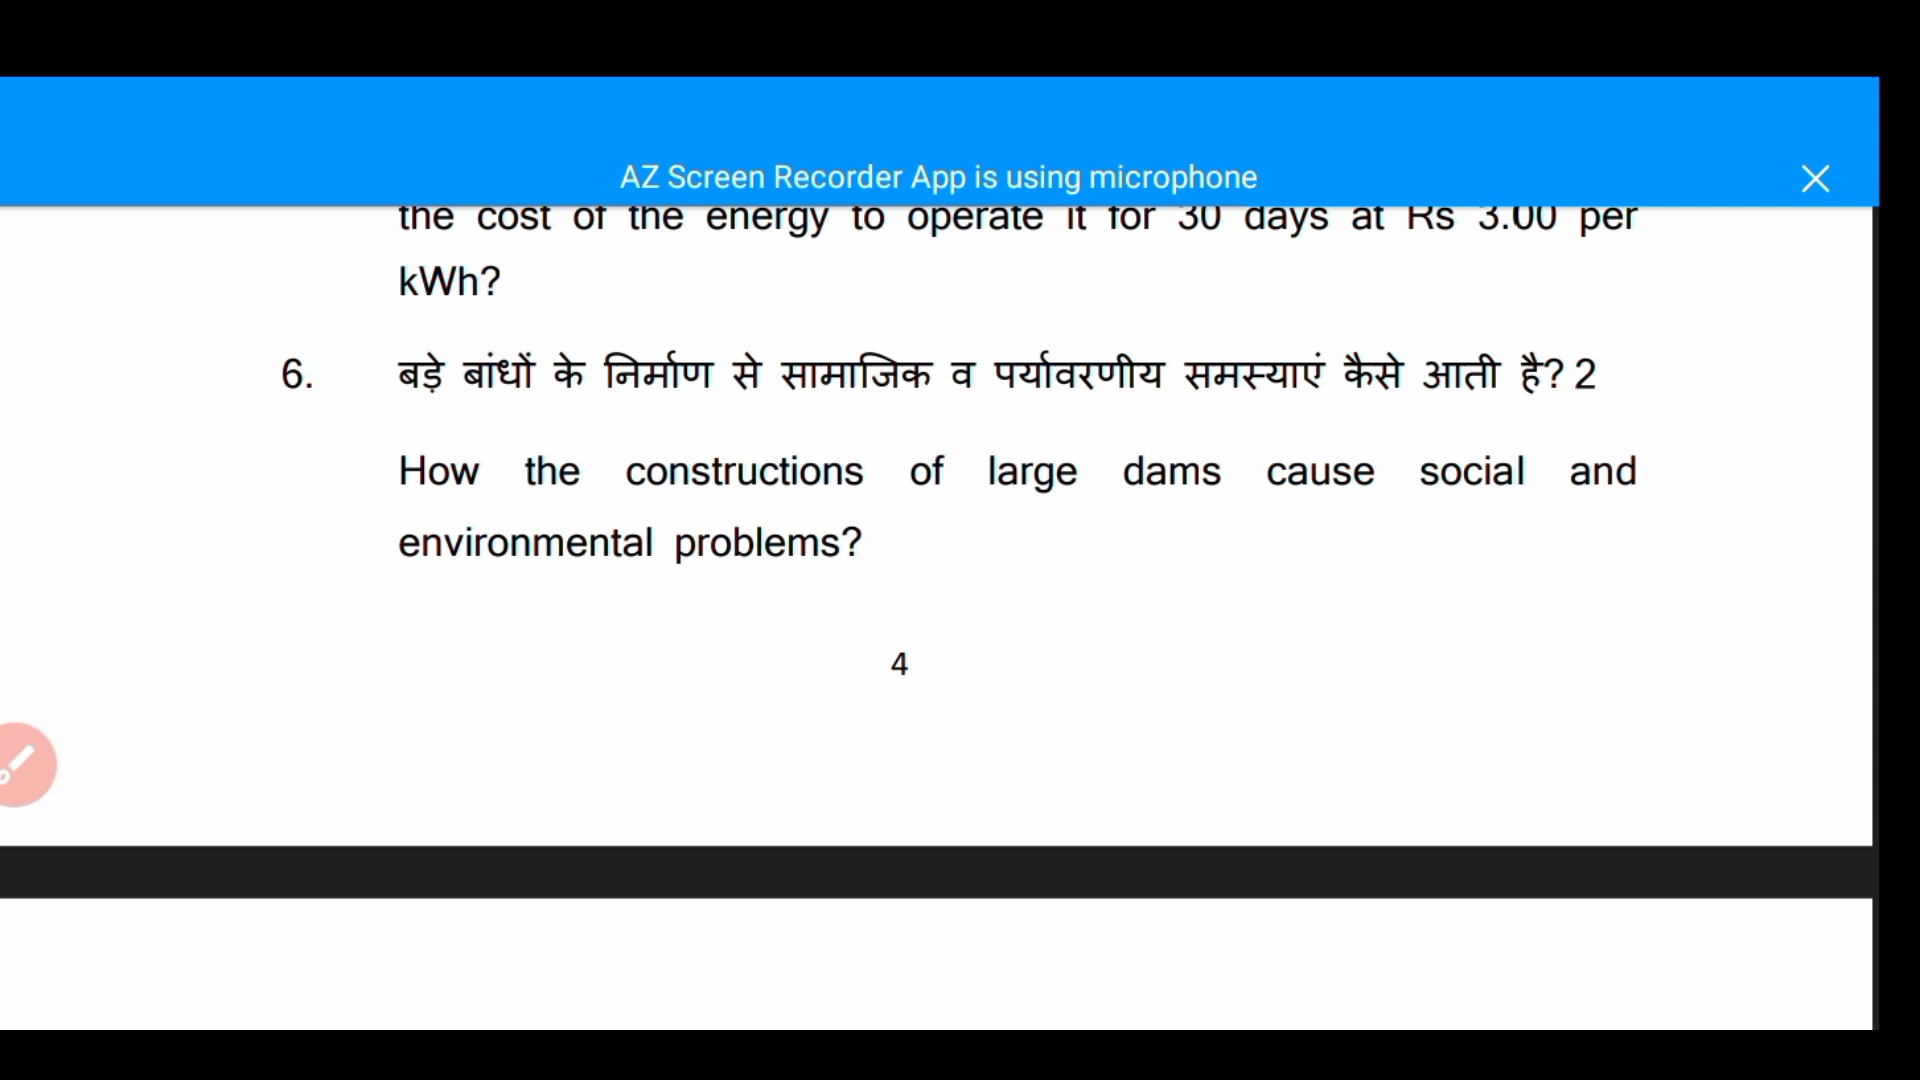 AZ Screen Recorder App is using microphone
the cost of the energy to operate it for 30 days at Rs 3.00 per
kWh?
6. बड़े बांधों के निर्माण से सामाजिक व पर्यावरणीय समस्याएं कैसे आती है? 2
How the constructions of large dams cause social and
environmental problems?
4